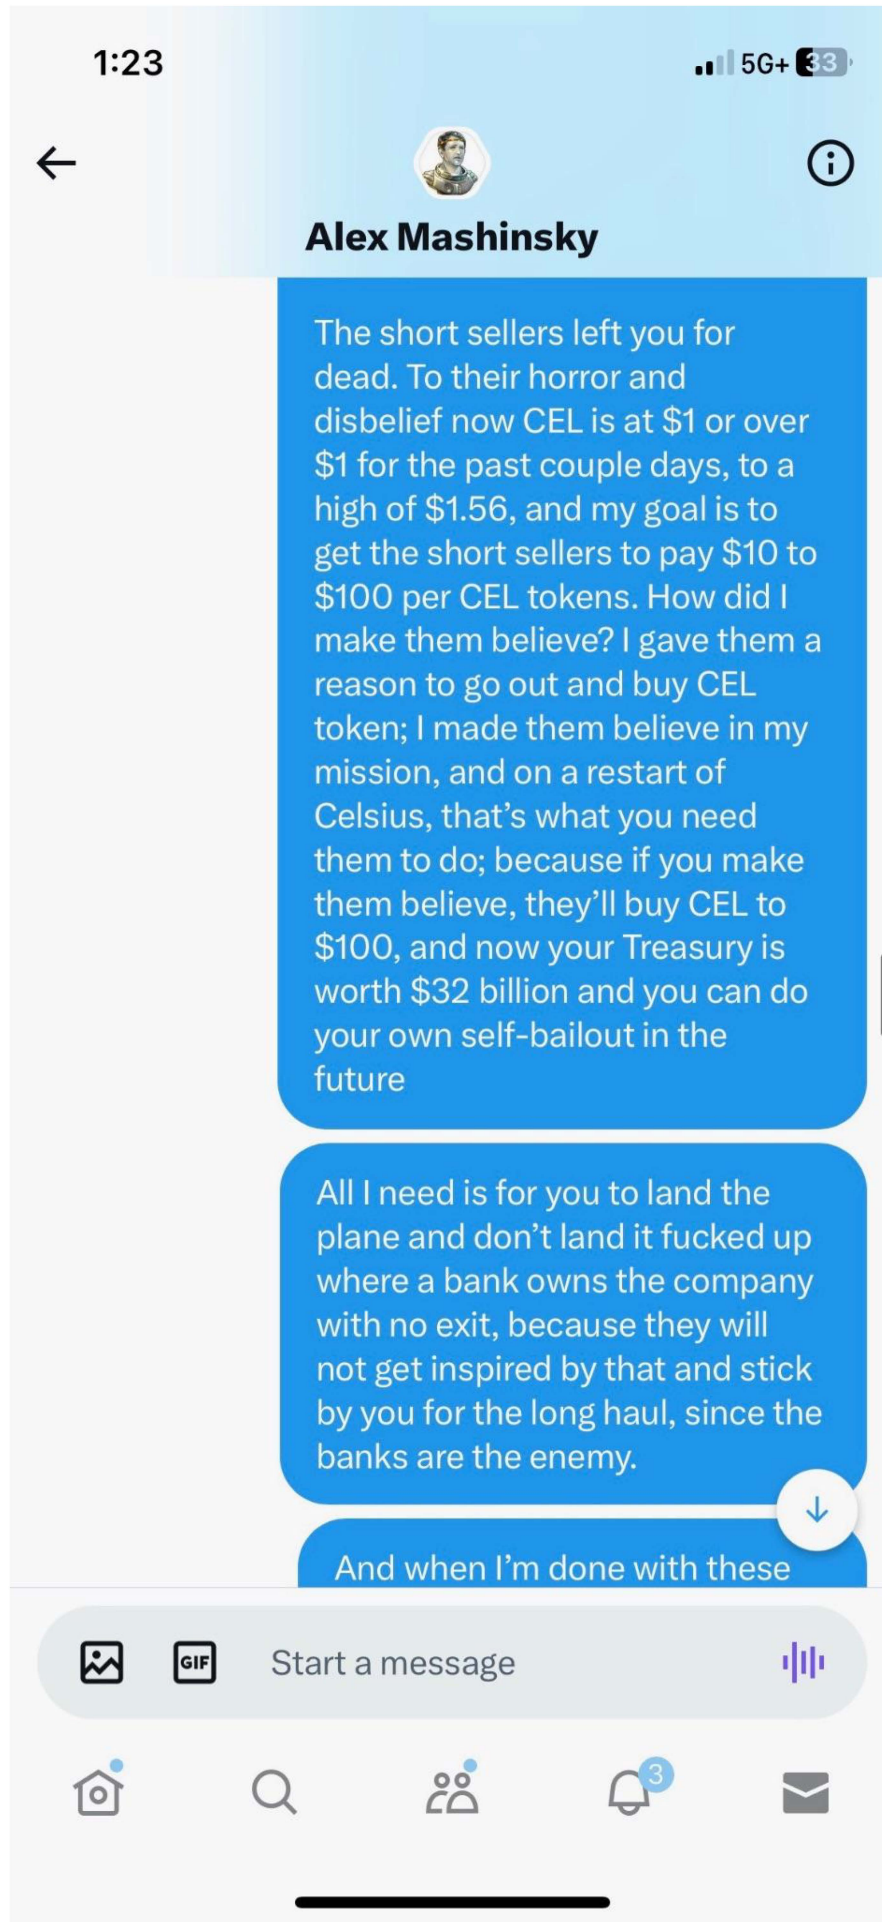 1:23
5G+ 33
Alex Mashinsky
The short sellers left you for
dead. To their horror and
disbelief now CEL is at $1 or over
$1 for the past couple days, to a
high of $1.56, and my goal is to
get the short sellers to pay $10 to
$100 per CEL tokens. How did I
make them believe? I gave them a
reason to go out and buy CEL
token; I made them believe in my
mission, and on a restart of
Celsius, that’s what you need
them to do; because if you make
them believe, they’ll buy CEL to
$100, and now your Treasury is
worth $32 billion and you can do
your own self-bailout in the
future
All I need is for you to land the
plane and don’t land it fucked up
where a bank owns the company
with no exit, because they will
not get inspired by that and stick
by you for the long haul, since the
banks are the enemy.
And when I’m done with these
GIF
Start a message
3